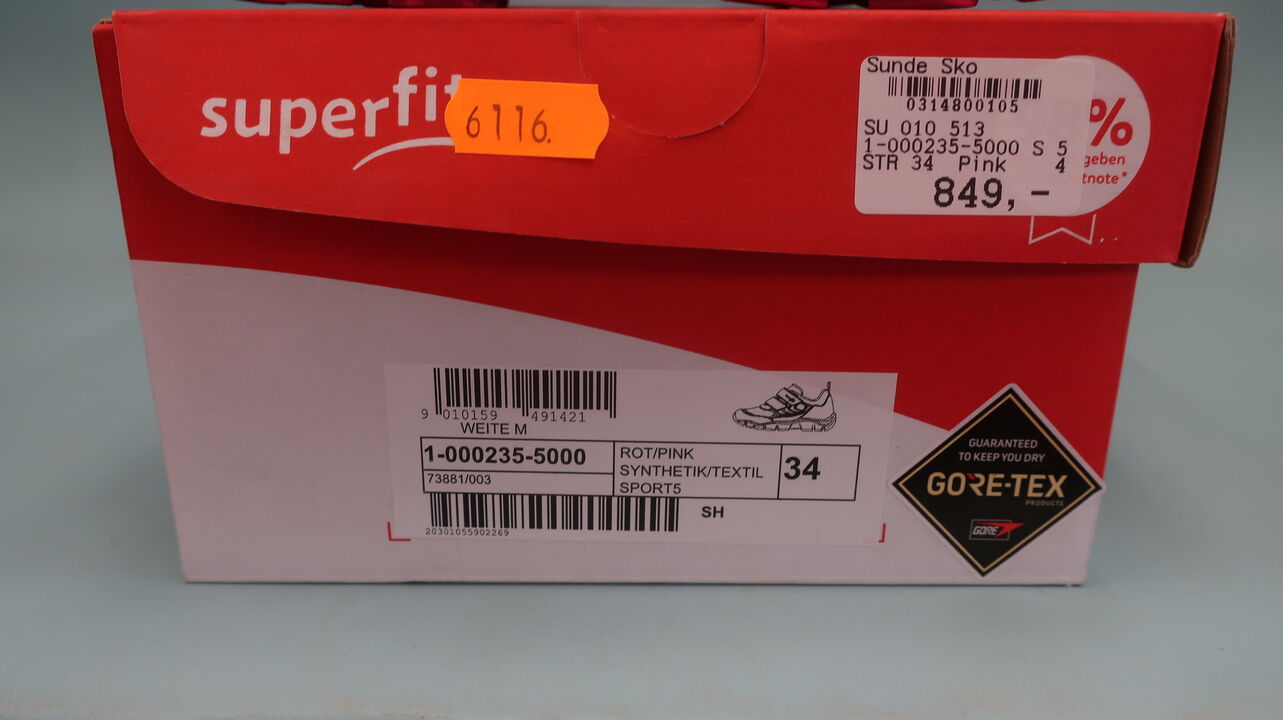 superfit
6116.
Sunde Sko
0314800105
SU 010 513
1-000235-5000 S 5
STR 34 Pink 4
849,-
%
geben
tnote*
9 010159 491421
WEITE M
1-000235-5000
73881/003
ROT/PINK
SYNTHETIK/TEXTIL
SPORT5
34
SH
20301055902269
GUARANTEED
TO KEEP YOU DRY
GORE-TEX
PRODUCTS
GORE